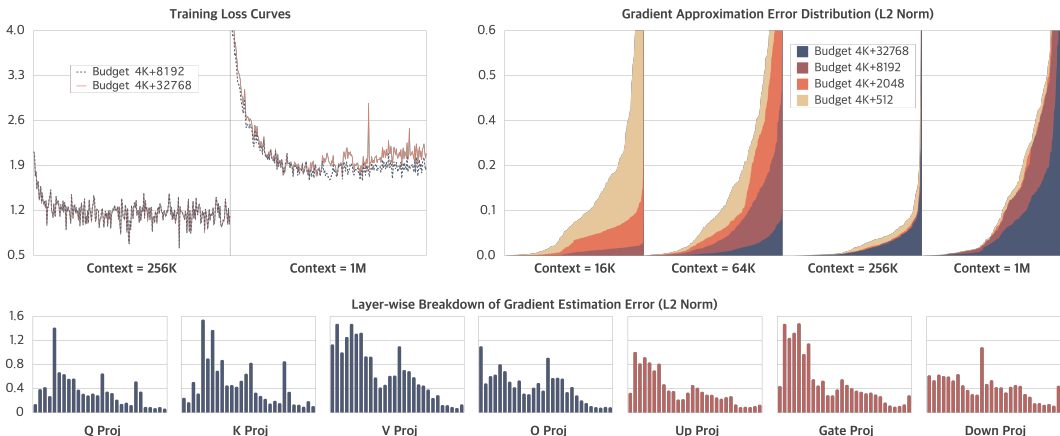 Training Loss Curves
4.0
3.3
2.6
1.9
1.2
0.5
Budget 4K+8192
Budget 4K+32768
Context = 256K
Context = 1M
Gradient Approximation Error Distribution (L2 Norm)
0.6
0.5
0.4
0.2
0.1
0.0
Budget 4K+32768
Budget 4K+8192
Budget 4K+2048
Budget 4K+512
Context = 16K
Context = 64K
Context = 256K
Context = 1M
Layer-wise Breakdown of Gradient Estimation Error (L2 Norm)
1.6
1.2
0.8
0.4
0
Q Proj
K Proj
V Proj
O Proj
Up Proj
Gate Proj
Down Proj